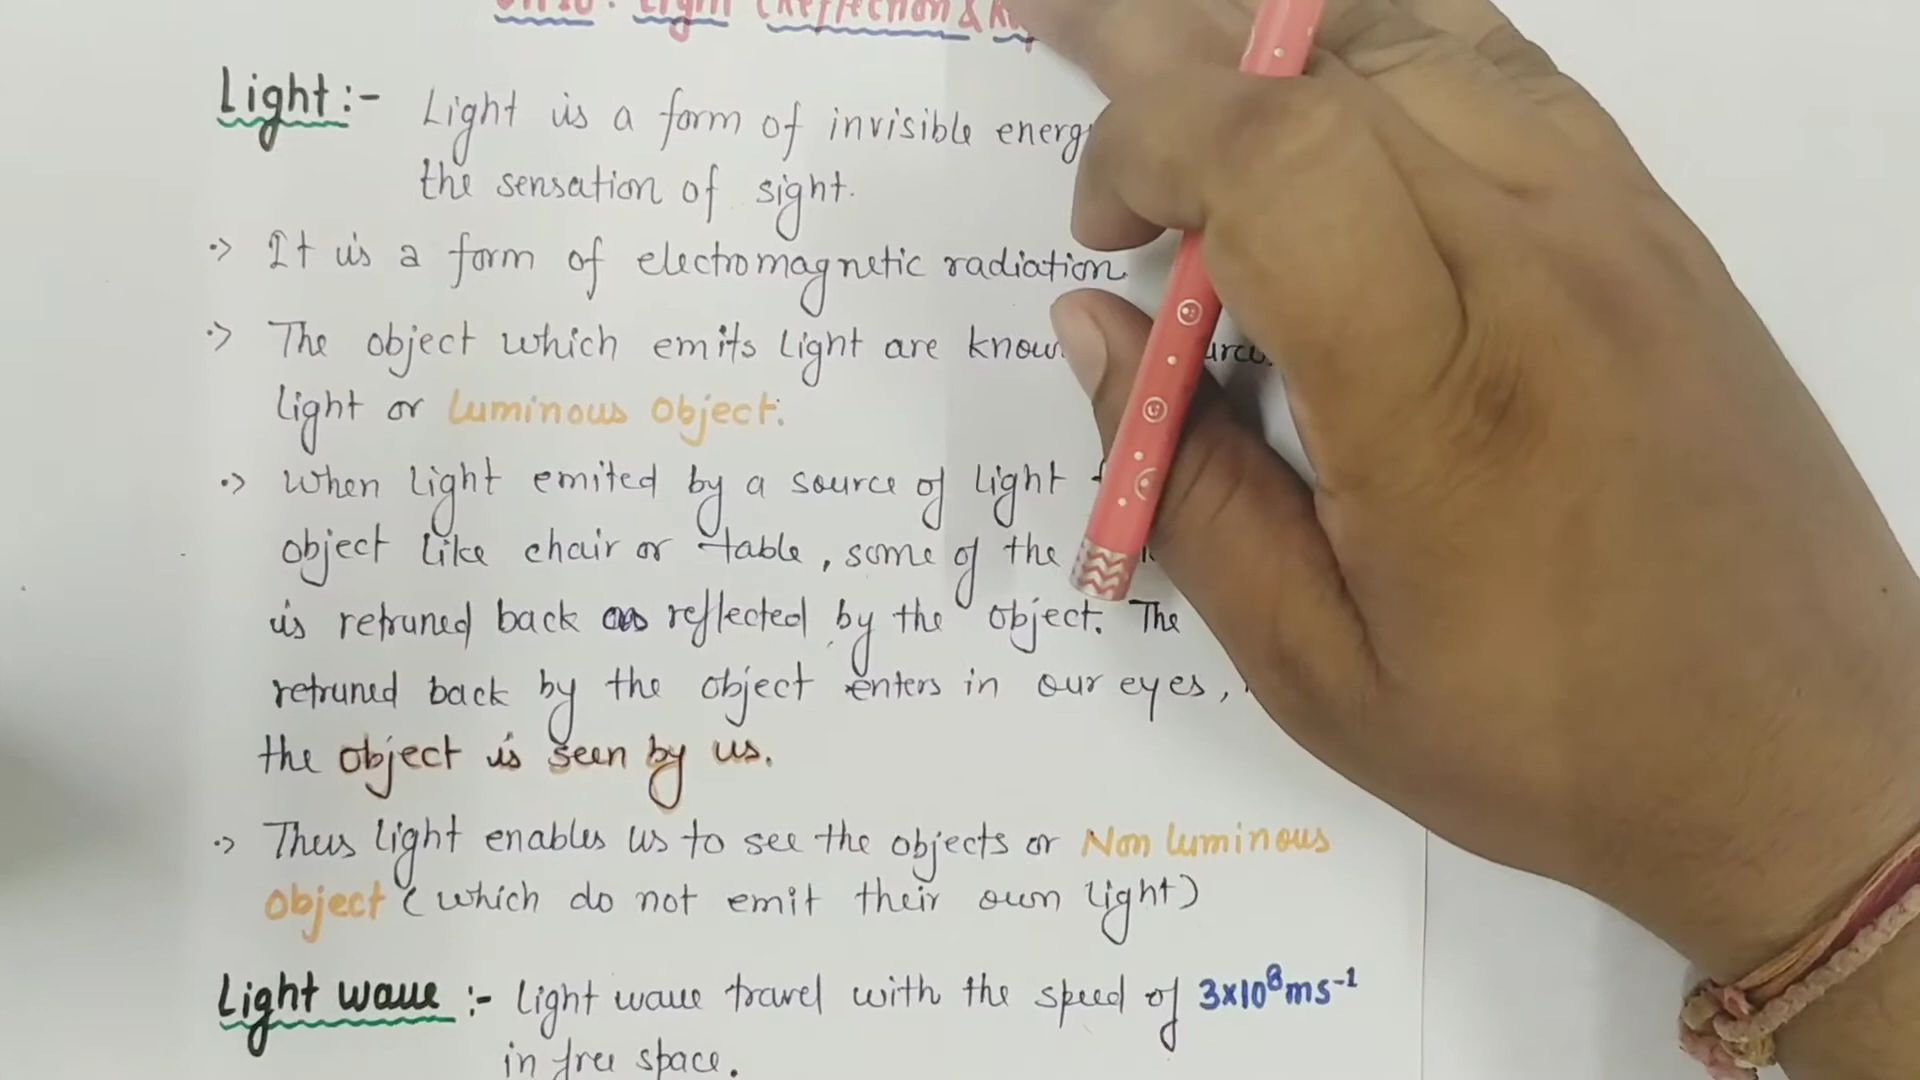 Light (Reflection &
Light :- Light is a form of invisible energy
the sensation of sight.
·> It is a form of electromagnetic radiation
·> The object which emits light are
light or Luminous Object.
·> When light emited by a source of light
object like chair or table, some of the
is retruned back as reflected by the object. The
retruned back by the object enters in our eyes,
the object is seen by us.
·> Thus light enables us to see the objects or Non luminous
object (which do not emit their own light)
Light wave :- Light wave travel with the speed of 3x10⁸ms⁻¹
in free space.